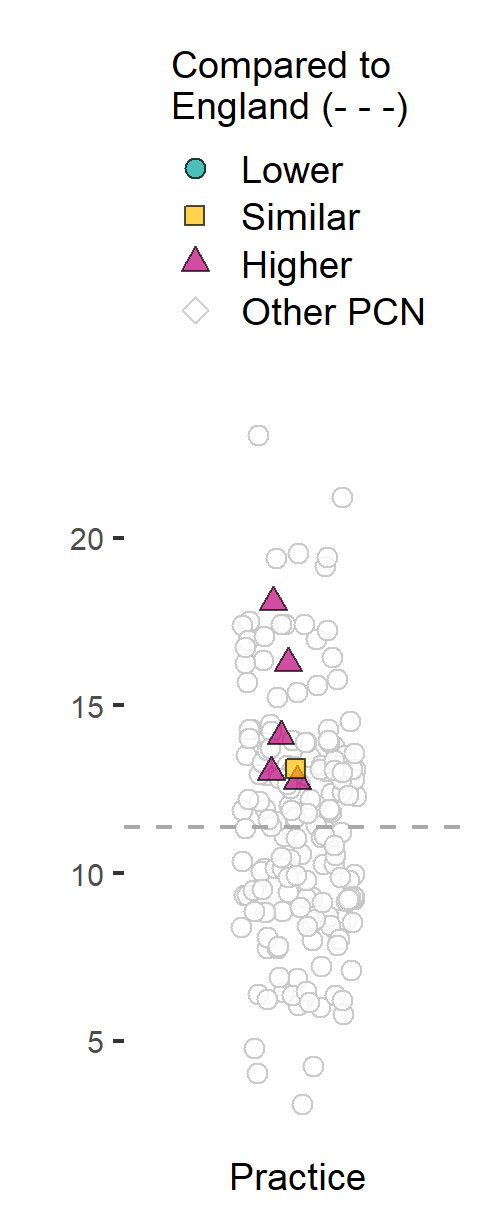 Compared to
England (- - -)
Lower
Similar
Higher
Other PCN
20
15
10
5
Practice